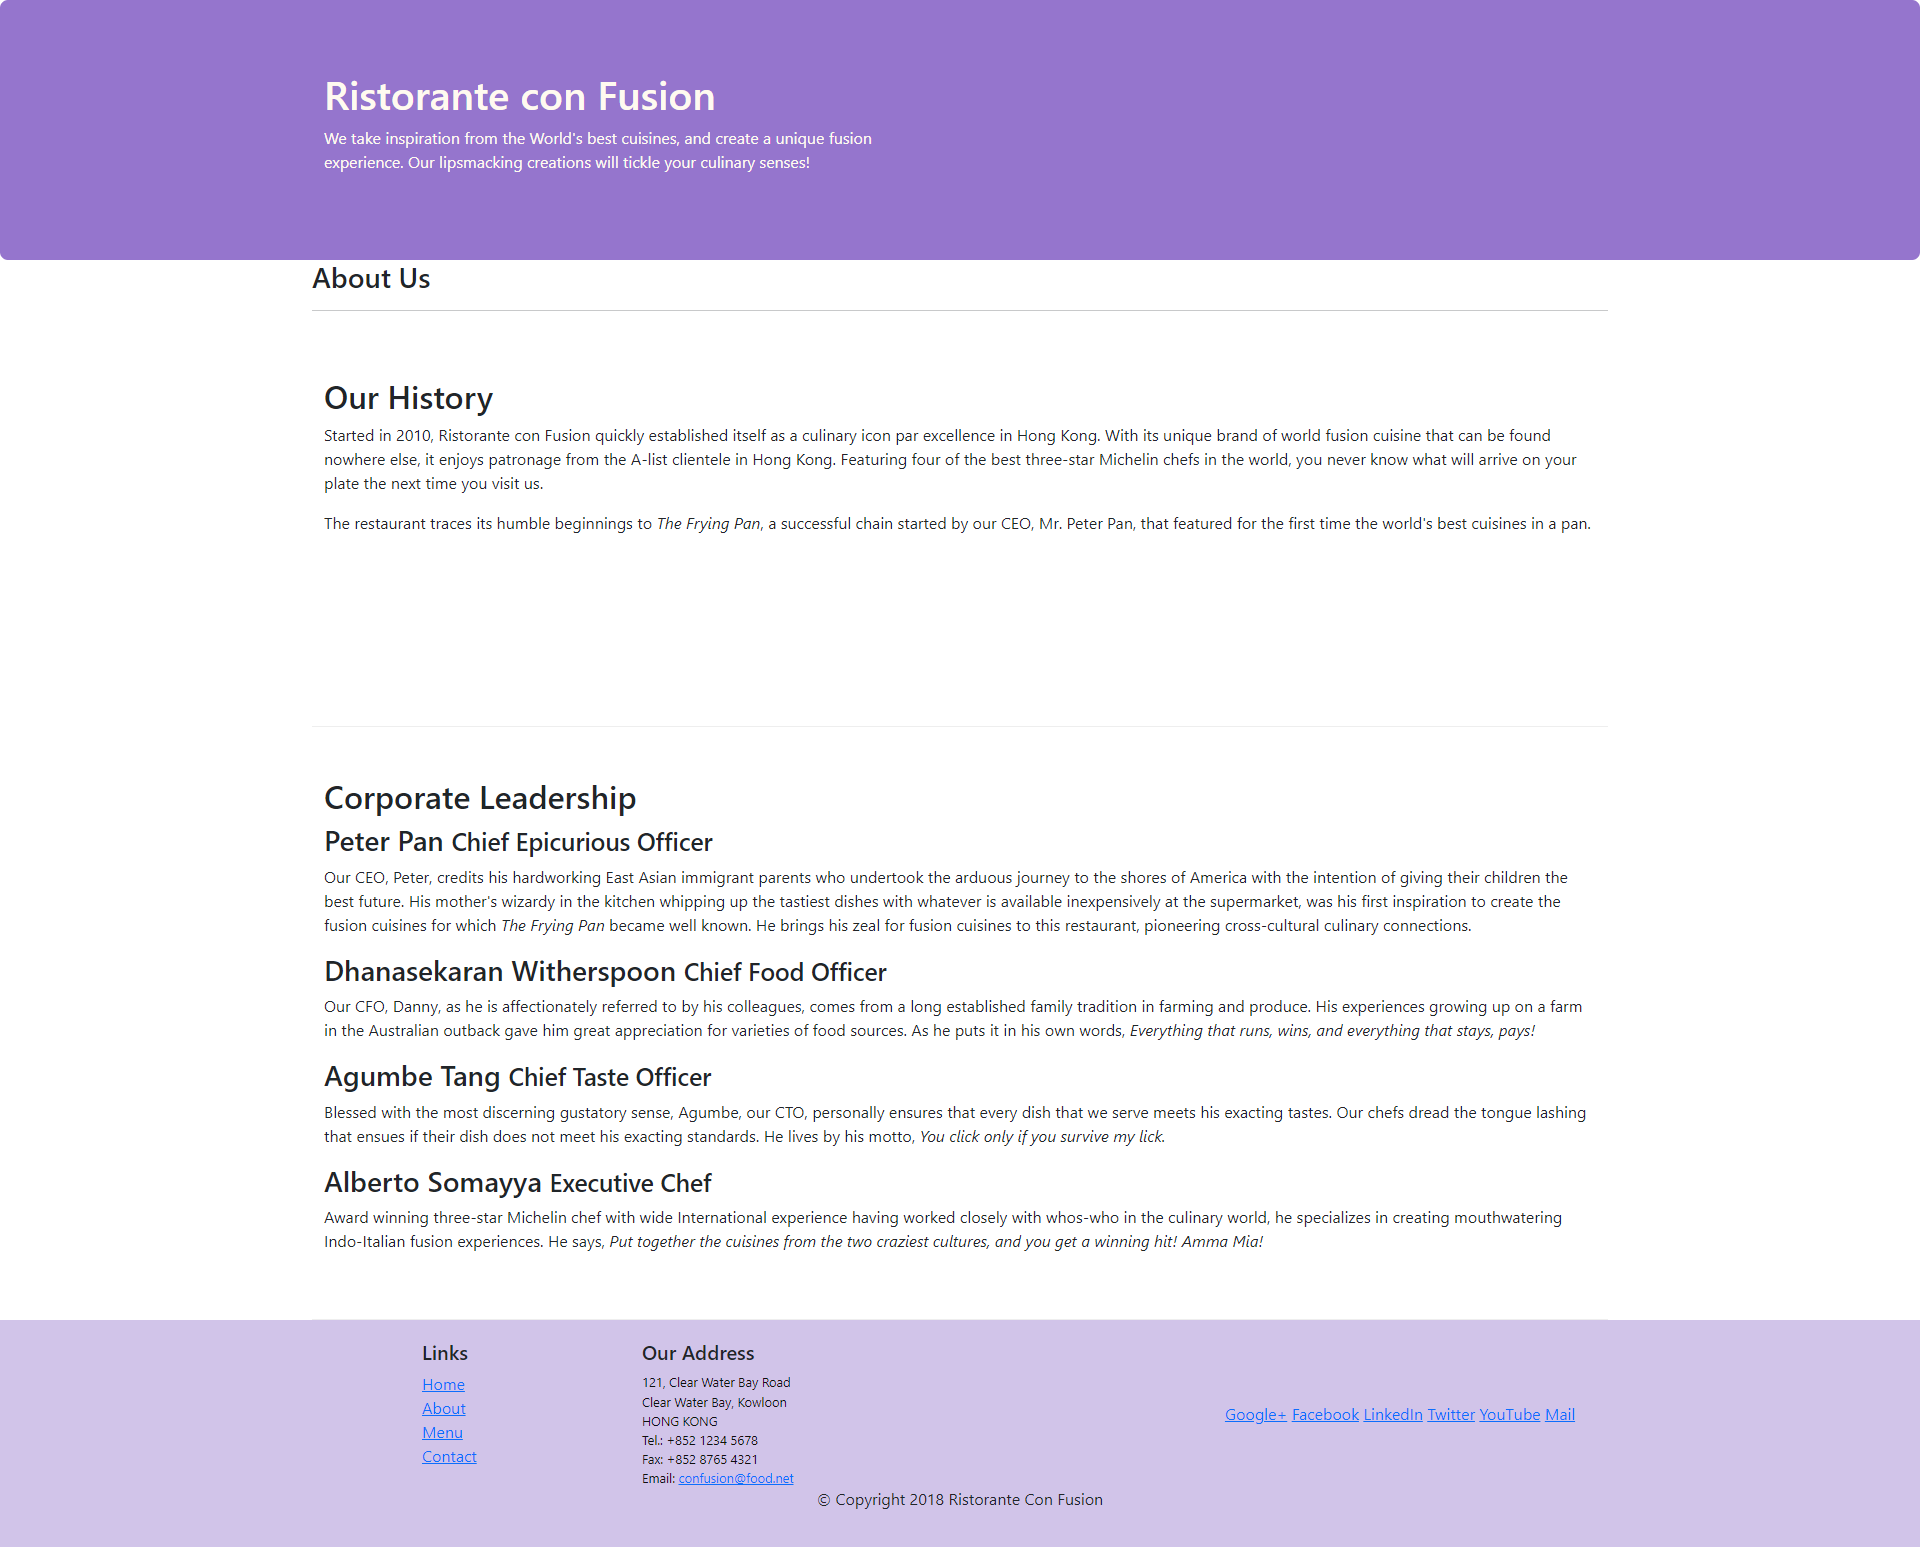 Ristorante con Fusion
We take inspiration from the World's best cuisines, and create a unique fusion
experience. Our lipsmacking creations will tickle your culinary senses!
About Us
Our History
Started in 2010, Ristorante con Fusion quickly established itself as a culinary icon par excellence in Hong Kong. With its unique brand of world fusion cuisine that can be found
nowhere else, it enjoys patronage from the A-list clientele in Hong Kong. Featuring four of the best three-star Michelin chefs in the world, you never know what will arrive on your
plate the next time you visit us.
The restaurant traces its humble beginnings to The Frying Pan, a successful chain started by our CEO, Mr. Peter Pan, that featured for the first time the world's best cuisines in a pan.
Corporate Leadership
Peter Pan Chief Epicurious Officer
Our CEO, Peter, credits his hardworking East Asian immigrant parents who undertook the arduous journey to the shores of America with the intention of giving their children the
best future. His mother's wizardy in the kitchen whipping up the tastiest dishes with whatever is available inexpensively at the supermarket, was his first inspiration to create the
fusion cuisines for which The Frying Pan became well known. He brings his zeal for fusion cuisines to this restaurant, pioneering cross-cultural culinary connections.
Dhanasekaran Witherspoon Chief Food Officer
Our CFO, Danny, as he is affectionately referred to by his colleagues, comes from a long established family tradition in farming and produce. His experiences growing up on a farm
in the Australian outback gave him great appreciation for varieties of food sources. As he puts it in his own words, Everything that runs, wins, and everything that stays, pays!
Agumbe Tang Chief Taste Officer
Blessed with the most discerning gustatory sense, Agumbe, our CTO, personally ensures that every dish that we serve meets his exacting tastes. Our chefs dread the tongue lashing
that ensues if their dish does not meet his exacting standards. He lives by his motto, You click only if you survive my lick.
Alberto Somayya Executive Chef
Award winning three-star Michelin chef with wide International experience having worked closely with whos-who in the culinary world, he specializes in creating mouthwatering
Indo-Italian fusion experiences. He says, Put together the cuisines from the two craziest cultures, and you get a winning hit! Amma Mia!
Links
Home
About
Menu
Contact
Our Address
121, Clear Water Bay Road
Clear Water Bay, Kowloon
HONG KONG
Tel.: +852 1234 5678
Fax: +852 8765 4321
Email: confusion@food.net
Google+ Facebook LinkedIn Twitter YouTube Mail
© Copyright 2018 Ristorante Con Fusion